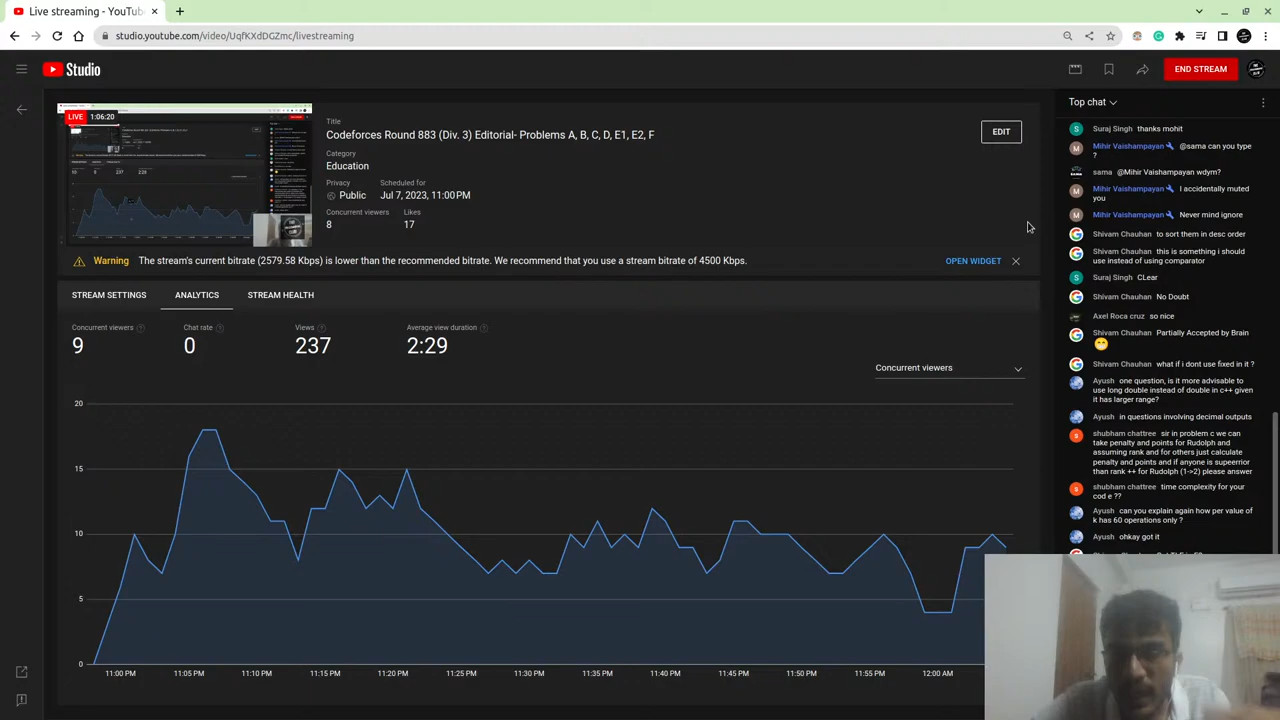 Live streaming - YouTub
studio.youtube.com/video/UqfKXdDGZmc/livestreaming
Studio
END STREAM
LIVE 1:06:20
Title
Codeforces Round 883 (Div. 3) Editorial- Problems A, B, C, D, E1, E2, F
EDIT
Category
Education
Privacy
Public
Scheduled for
Jul 7, 2023, 11:00 PM
Concurrent viewers
8
Likes
17
Warning The stream's current bitrate (2579.58 Kbps) is lower than the recommended bitrate. We recommend that you use a stream bitrate of 4500 Kbps.
OPEN WIDGET
STREAM SETTINGS
ANALYTICS
STREAM HEALTH
Concurrent viewers
9
Chat rate
0
Views
237
Average view duration
2:29
Concurrent viewers
20
15
10
5
0
11:00 PM
11:05 PM
11:10 PM
11:15 PM
11:20 PM
11:25 PM
11:30 PM
11:35 PM
11:40 PM
11:45 PM
11:50 PM
11:55 PM
12:00 AM
Top chat
Suraj Singh thanks mohit
Mihir Vaishampayan @sama can you type
?
sama @Mihir Vaishampayan wdym?
Mihir Vaishampayan I accidentally muted
you
Mihir Vaishampayan Never mind ignore
Shivam Chauhan to sort them in desc order
Shivam Chauhan this is something i should
use instead of using comparator
Suraj Singh CLear
Shivam Chauhan No Doubt
Axel Roca cruz so nice
Shivam Chauhan Partially Accepted by Brain
Shivam Chauhan what if i dont use fixed in it ?
Ayush one question, is it more advisable to
use long double instead of double in c++ given
it has larger range?
Ayush in questions involving decimal outputs
shubham chattree sir in problem c we can
take penalty and points for Rudolph and
assuming rank and for others just calculate
penalty and points and if anyone is superrior
than rank ++ for Rudolph (1->2) please answer
shubham chattree time complexity for your
cod e ??
Ayush can you explain again how per value of
k has 60 operations only ?
Ayush ohkay got it